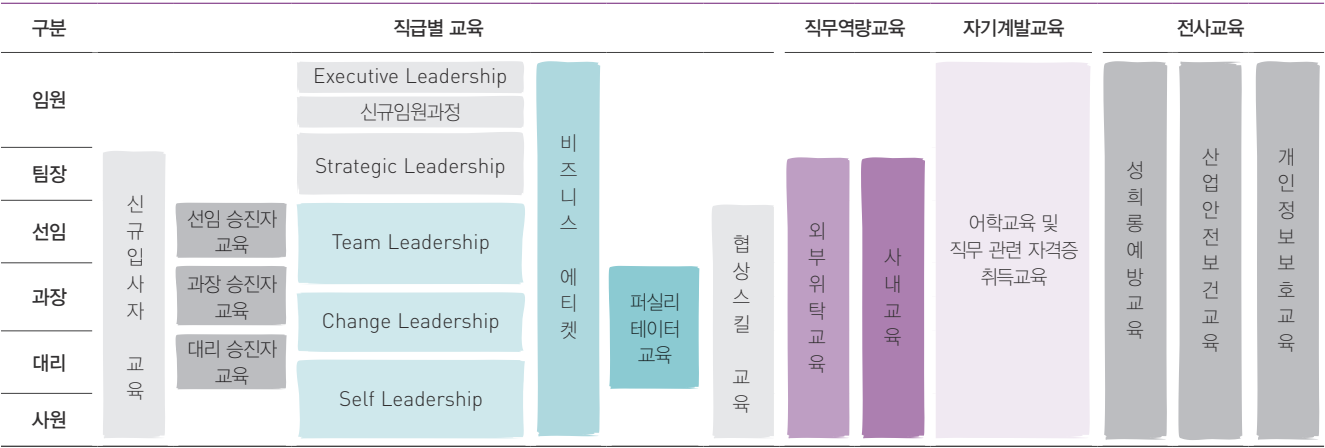 구분
직급별 교육
직무역량교육
자기계발교육
전사교육
임원
팀장
선임
과장
대리
사원
신규입사자 교육
선임 승진자
교육
과장 승진자
교육
대리 승진자
교육
Executive Leadership
신규임원과정
Strategic Leadership
Team Leadership
Change Leadership
Self Leadership
비즈니스 에티켓
퍼실리
테이터
교육
협상스킬 교육
외부위탁교육
사내교육
어학교육 및
직무 관련 자격증
취득교육
성희롱예방교육
산업안전보건교육
개인정보보호교육